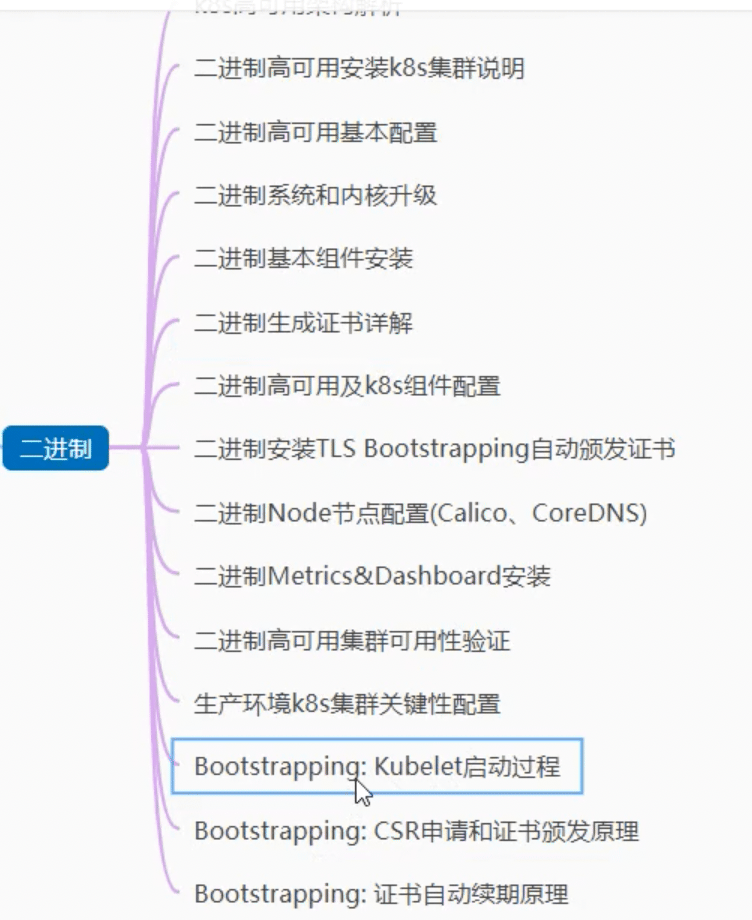 k8s高可用架构解析
二进制高可用安装k8s集群说明
二进制高可用基本配置
二进制系统和内核升级
二进制基本组件安装
二进制生成证书详解
二进制高可用及k8s组件配置
二进制
二进制安装TLS Bootstrapping自动颁发证书
二进制Node节点配置(Calico、CoreDNS)
二进制Metrics&Dashboard安装
二进制高可用集群可用性验证
生产环境k8s集群关键性配置
Bootstrapping: Kubelet启动过程
Bootstrapping: CSR申请和证书颁发原理
Bootstrapping: 证书自动续期原理